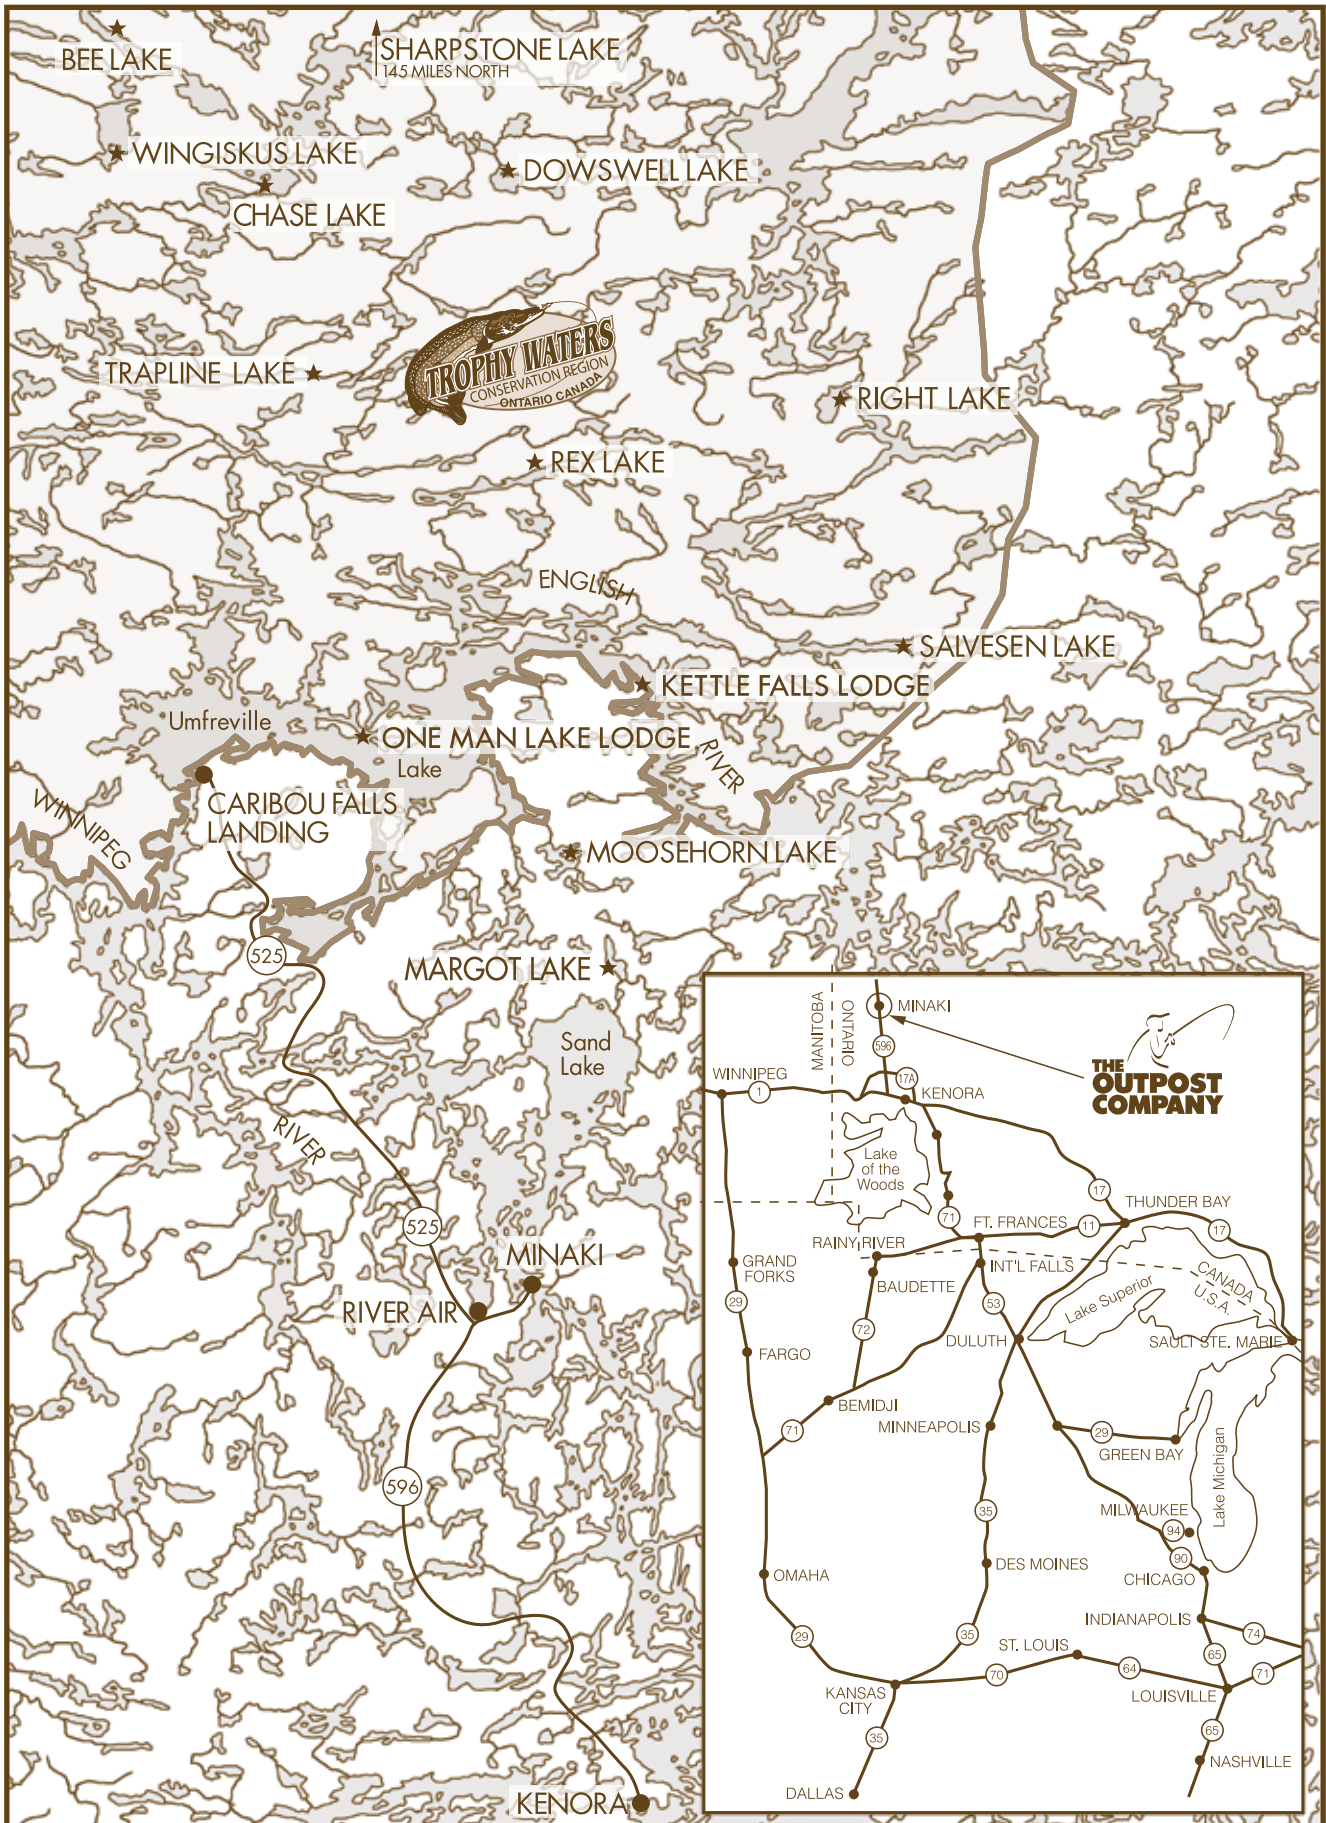 BEE LAKE
SHARPSTONE LAKE
145 MILES NORTH
WINGISKUS LAKE
DOWSWELL LAKE
CHASE LAKE
TROPHY WATERS
CONSERVATION REGION
ONTARIO CANADA
TRAPLINE LAKE
RIGHT LAKE
REX LAKE
ENGLISH
SALVESEN LAKE
KETTLE FALLS LODGE
Umfreville
ONE MAN LAKE LODGE
Lake
RIVER
WINNIPEG
CARIBOU FALLS
LANDING
MOOSEHORN LAKE
525
MARGOT LAKE
Sand
Lake
RIVER
525
MINAKI
RIVER AIR
596
KENORA
MANITOBA
ONTARIO
MINAKI
596
THE
OUTPOST
COMPANY
WINNIPEG
1
17A
KENORA
Lake
of the
Woods
17
THUNDER BAY
71
FT. FRANCES
11
17
RAINY RIVER
GRAND
FORKS
INT'L FALLS
BAUDETTE
CANADA
U.S.A.
Lake Superior
29
53
72
DULUTH
SAULT STE. MARIE
FARGO
BEMIDJI
71
MINNEAPOLIS
29
GREEN BAY
Lake Michigan
35
MILWAUKEE
94
90
DES MOINES
OMAHA
CHICAGO
INDIANAPOLIS
74
29
35
ST. LOUIS
65
70
64
71
KANSAS
CITY
LOUISVILLE
35
65
NASHVILLE
DALLAS